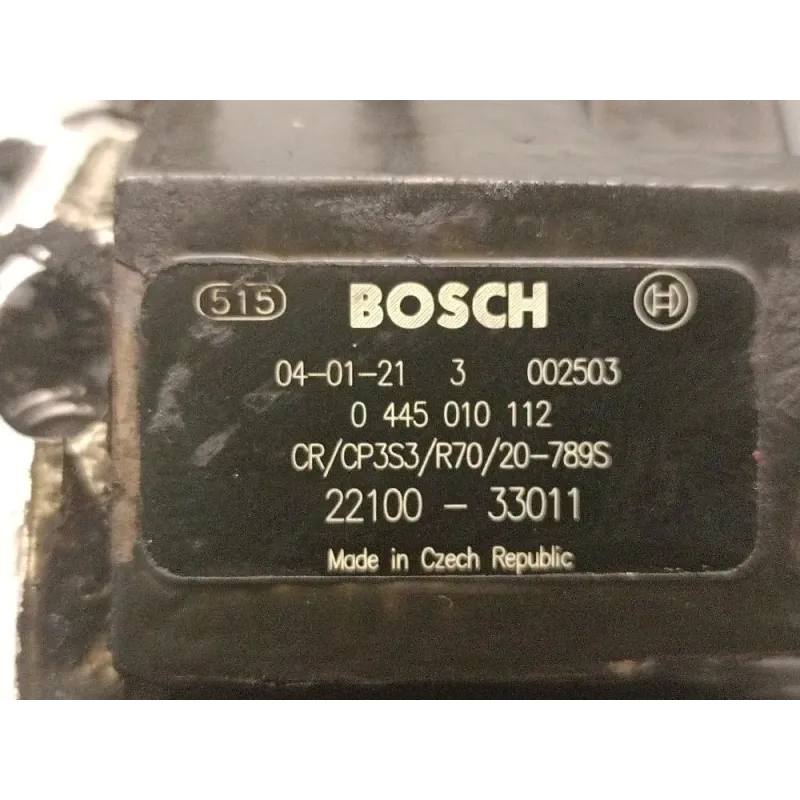 515 BOSCH
04-01-21 3 002503
0 445 010 112
CR/CP3S3/R70/20-789S
22100 - 33011
Made in Czech Republic